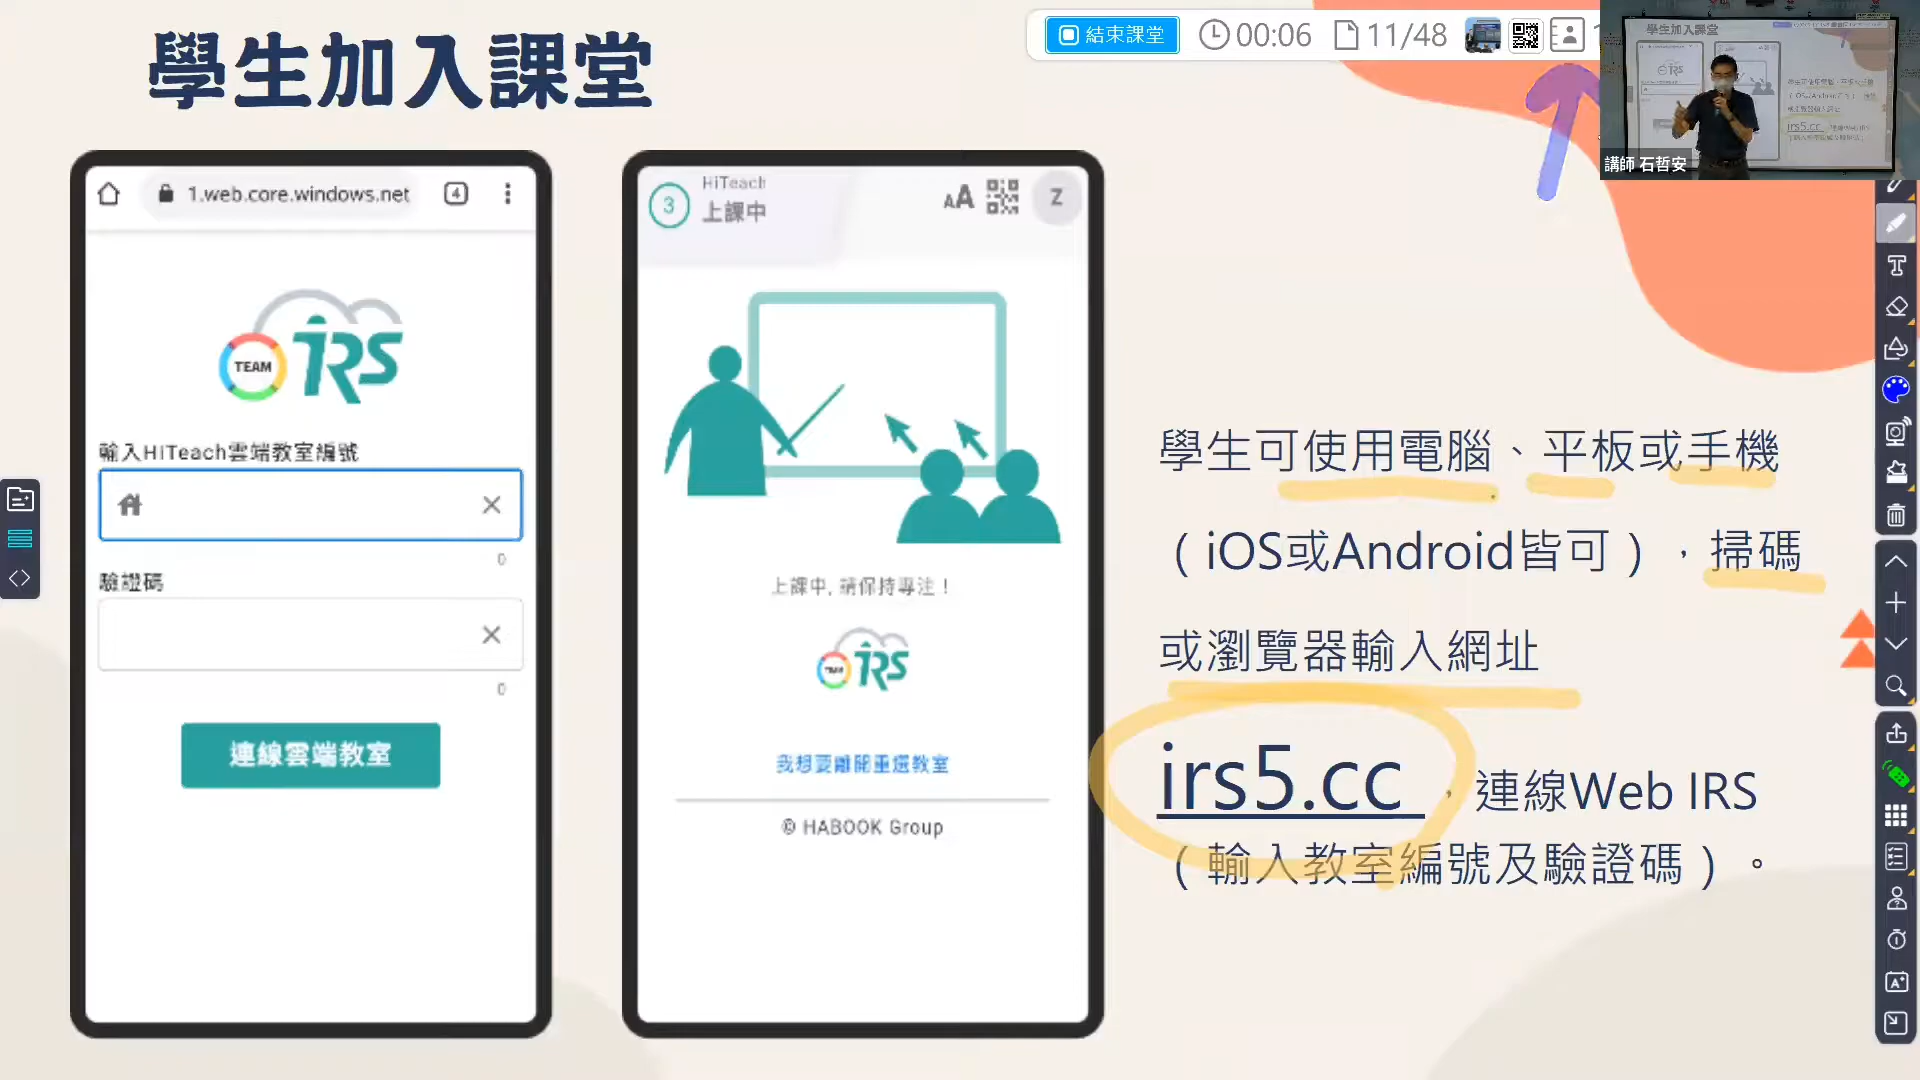 學生加入課堂
結束課堂 00:06 11/48
講師 石哲安
1.web.core.windows.net 4
TEAM IRS
輸入HiTeach雲端教室編號
0
驗證碼
0
連線雲端教室
3 HiTeach
上課中 AA Z
上課中, 請保持專注！
TEAM IRS
我想要離開重選教室
© HABOOK Group
學生可使用電腦、平板或手機
（iOS或Android皆可），掃碼
或瀏覽器輸入網址
irs5.cc ，連線Web IRS
（輸入教室編號及驗證碼）。